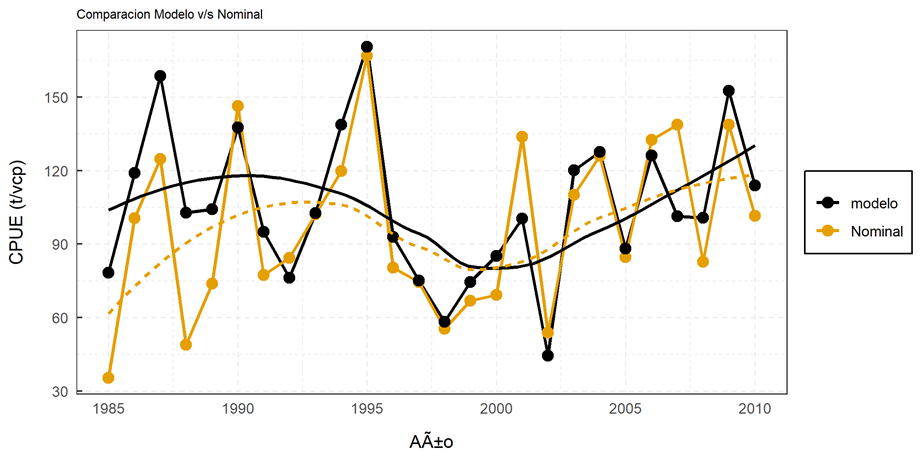 Comparacion Modelo v/s Nominal
CPUE (t/vcp)
150
120
90
60
30
1985
1990
1995
2000
2005
2010
AÃ±o
modelo
Nominal